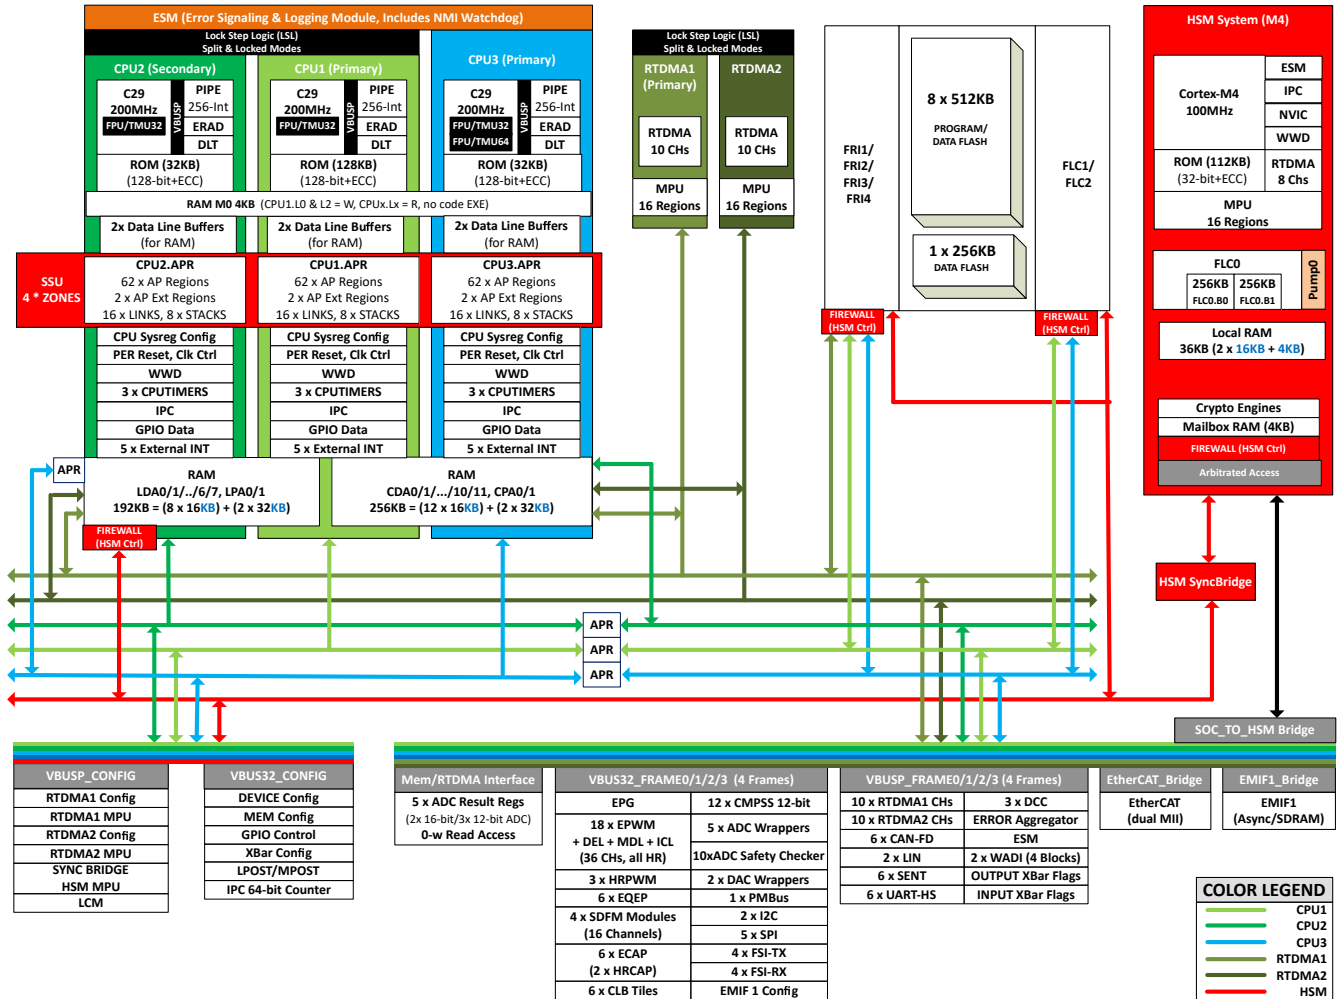 ESM (Error Signaling & Logging Module, Includes NMI Watchdog)
Lock Step Logic (LSL)
Split & Locked Modes
CPU2 (Secondary)
CPU1 (Primary)
CPU3 (Primary)
C29
200MHz
FPU/TMU32
VBUSP
PIPE
256-Int
ERAD
DLT
C29
200MHz
FPU/TMU32
VBUSP
PIPE
256-Int
ERAD
DLT
C29
200MHz
FPU/TMU32
FPU/TMU64
VBUSP
PIPE
256-Int
ERAD
DLT
ROM (32KB)
(128-bit+ECC)
ROM (128KB)
(128-bit+ECC)
ROM (32KB)
(128-bit+ECC)
RAM M0 4KB (CPU1.L0 & L2 = W, CPUx.Lx = R, no code EXE)
2x Data Line Buffers
(for RAM)
2x Data Line Buffers
(for RAM)
2x Data Line Buffers
(for RAM)
SSU
4 * ZONES
CPU2.APR
62 x AP Regions
2 x AP Ext Regions
16 x LINKS, 8 x STACKS
CPU1.APR
62 x AP Regions
2 x AP Ext Regions
16 x LINKS, 8 x STACKS
CPU3.APR
62 x AP Regions
2 x AP Ext Regions
16 x LINKS, 8 x STACKS
CPU Sysreg Config
PER Reset, Clk Ctrl
WWD
3 x CPUTIMERS
IPC
GPIO Data
5 x External INT
CPU Sysreg Config
PER Reset, Clk Ctrl
WWD
3 x CPUTIMERS
IPC
GPIO Data
5 x External INT
CPU Sysreg Config
PER Reset, Clk Ctrl
WWD
3 x CPUTIMERS
IPC
GPIO Data
5 x External INT
APR
RAM
LDA0/1/../6/7, LPA0/1
192KB = (8 x 16KB) + (2 x 32KB)
RAM
CDA0/1/.../10/11, CPA0/1
256KB = (12 x 16KB) + (2 x 32KB)
FIREWALL
(HSM Ctrl)
Lock Step Logic (LSL)
Split & Locked Modes
RTDMA1
(Primary)
RTDMA2
RTDMA
10 CHs
RTDMA
10 CHs
MPU
16 Regions
MPU
16 Regions
FRI1/
FRI2/
FRI3/
FRI4
8 x 512KB
PROGRAM/
DATA FLASH
1 x 256KB
DATA FLASH
FLC1/
FLC2
FIREWALL
(HSM Ctrl)
FIREWALL
(HSM Ctrl)
HSM System (M4)
Cortex-M4
100MHz
ESM
IPC
NVIC
WWD
ROM (112KB)
(32-bit+ECC)
RTDMA
8 Chs
MPU
16 Regions
FLC0
256KB
FLC0.B0
256KB
FLC0.B1
Pump0
Local RAM
36KB (2 x 16KB + 4KB)
Crypto Engines
Mailbox RAM (4KB)
FIREWALL (HSM Ctrl)
Arbitrated Access
HSM SyncBridge
APR
APR
APR
SOC_TO_HSM Bridge
VBUSP_CONFIG
RTDMA1 Config
RTDMA1 MPU
RTDMA2 Config
RTDMA2 MPU
SYNC BRIDGE
HSM MPU
LCM
VBUS32_CONFIG
DEVICE Config
MEM Config
GPIO Control
XBar Config
LPOST/MPOST
IPC 64-bit Counter
Mem/RTDMA Interface
5 x ADC Result Regs
(2x 16-bit/3x 12-bit ADC)
0-w Read Access
VBUS32_FRAME0/1/2/3 (4 Frames)
EPG
18 x EPWM
+ DEL + MDL + ICL
(36 CHs, all HR)
3 x HRPWM
6 x EQEP
4 x SDFM Modules
(16 Channels)
6 x ECAP
(2 x HRCAP)
6 x CLB Tiles
12 x CMPSS 12-bit
5 x ADC Wrappers
10xADC Safety Checker
2 x DAC Wrappers
1 x PMBus
2 x I2C
5 x SPI
4 x FSI-TX
4 x FSI-RX
EMIF 1 Config
VBUSP_FRAME0/1/2/3 (4 Frames)
10 x RTDMA1 CHs
10 x RTDMA2 CHs
6 x CAN-FD
2 x LIN
6 x SENT
6 x UART-HS
3 x DCC
ERROR Aggregator
ESM
2 x WADI (4 Blocks)
OUTPUT XBar Flags
INPUT XBar Flags
EtherCAT_Bridge
EtherCAT
(dual MII)
EMIF1_Bridge
EMIF1
(Async/SDRAM)
COLOR LEGEND
CPU1
CPU2
CPU3
RTDMA1
RTDMA2
HSM